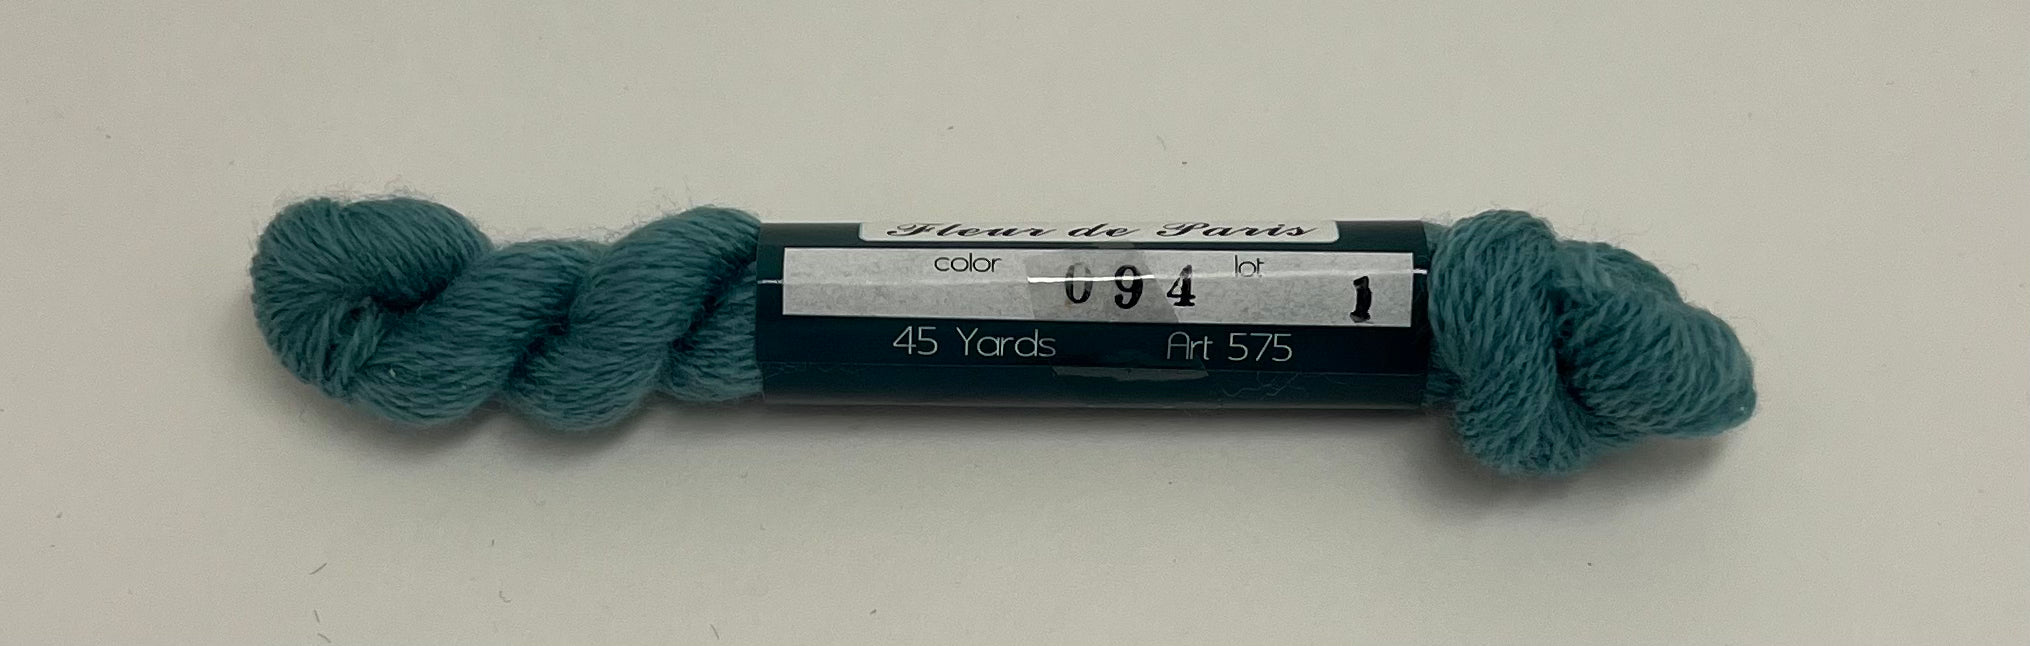 Fleur de Paris
color 094 lot 1
45 Yards Art 575